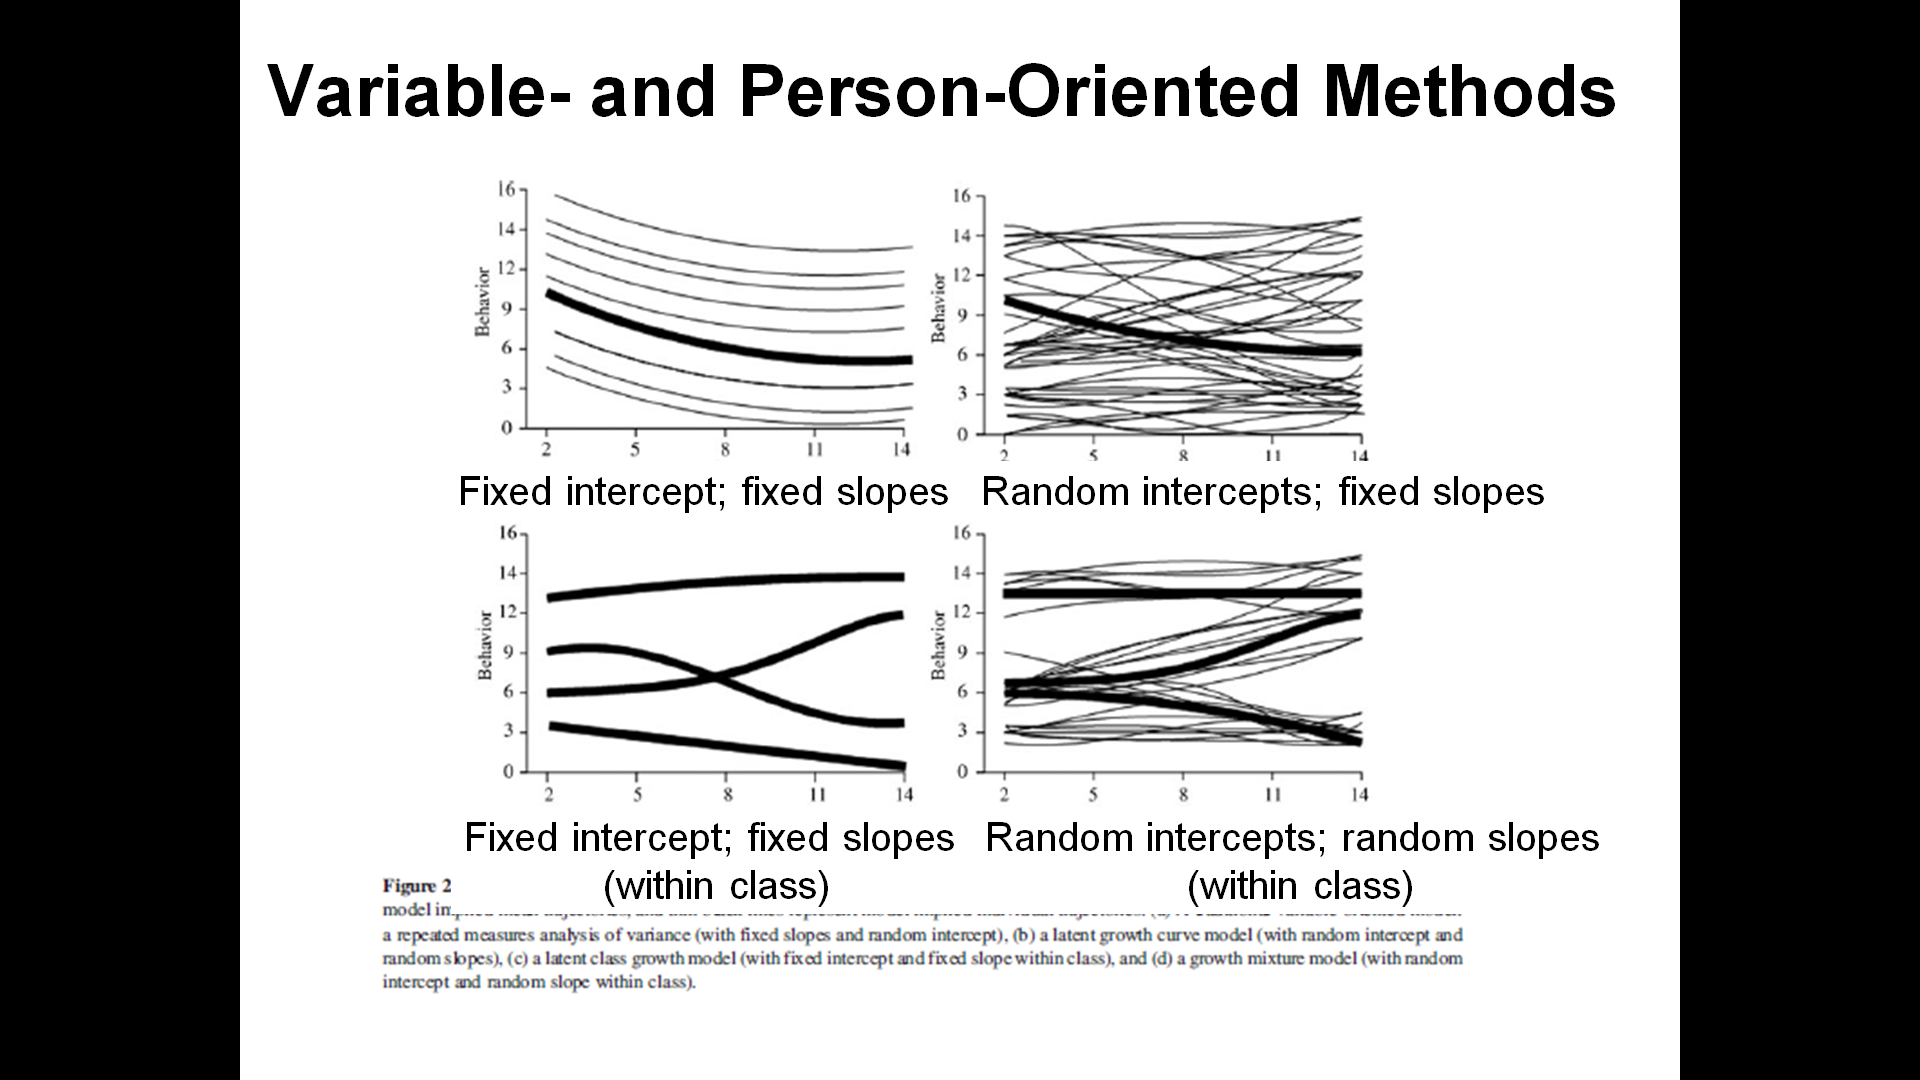 Variable- and Person-Oriented Methods
16
14
12
9
6
3
0
Behavior
2 5 8 11 14
16
14
12
9
6
3
0
Behavior
2 5 8 11 14
Fixed intercept; fixed slopes
Random intercepts; fixed slopes
16
14
12
9
6
3
0
Behavior
2 5 8 11 14
16
14
12
9
6
3
0
Behavior
2 5 8 11 14
Fixed intercept; fixed slopes
(within class)
Random intercepts; random slopes
(within class)
Figure 2
model
a repeated measures analysis of variance (with fixed slopes and random intercept), (b) a latent growth curve model (with random intercept and
random slopes), (c) a latent class growth model (with fixed intercept and fixed slope within class), and (d) a growth mixture model (with random
intercept and random slope within class).